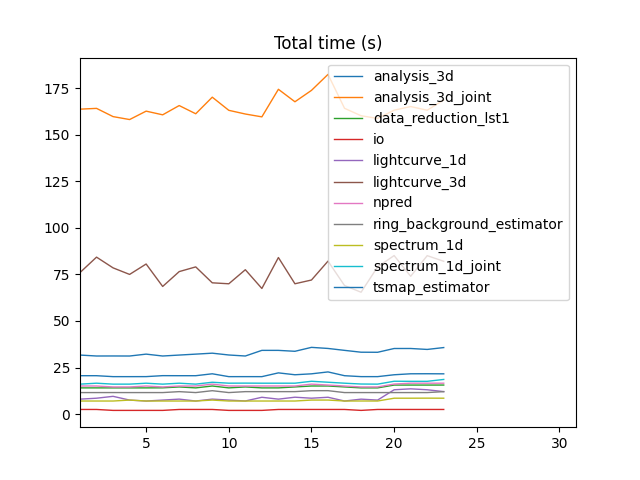 Total time (s)
175
150
125
100
75
50
25
0
5
10
15
20
25
30
analysis_3d
analysis_3d_joint
data_reduction_lst1
io
lightcurve_1d
lightcurve_3d
npred
ring_background_estimator
spectrum_1d
spectrum_1d_joint
tsmap_estimator